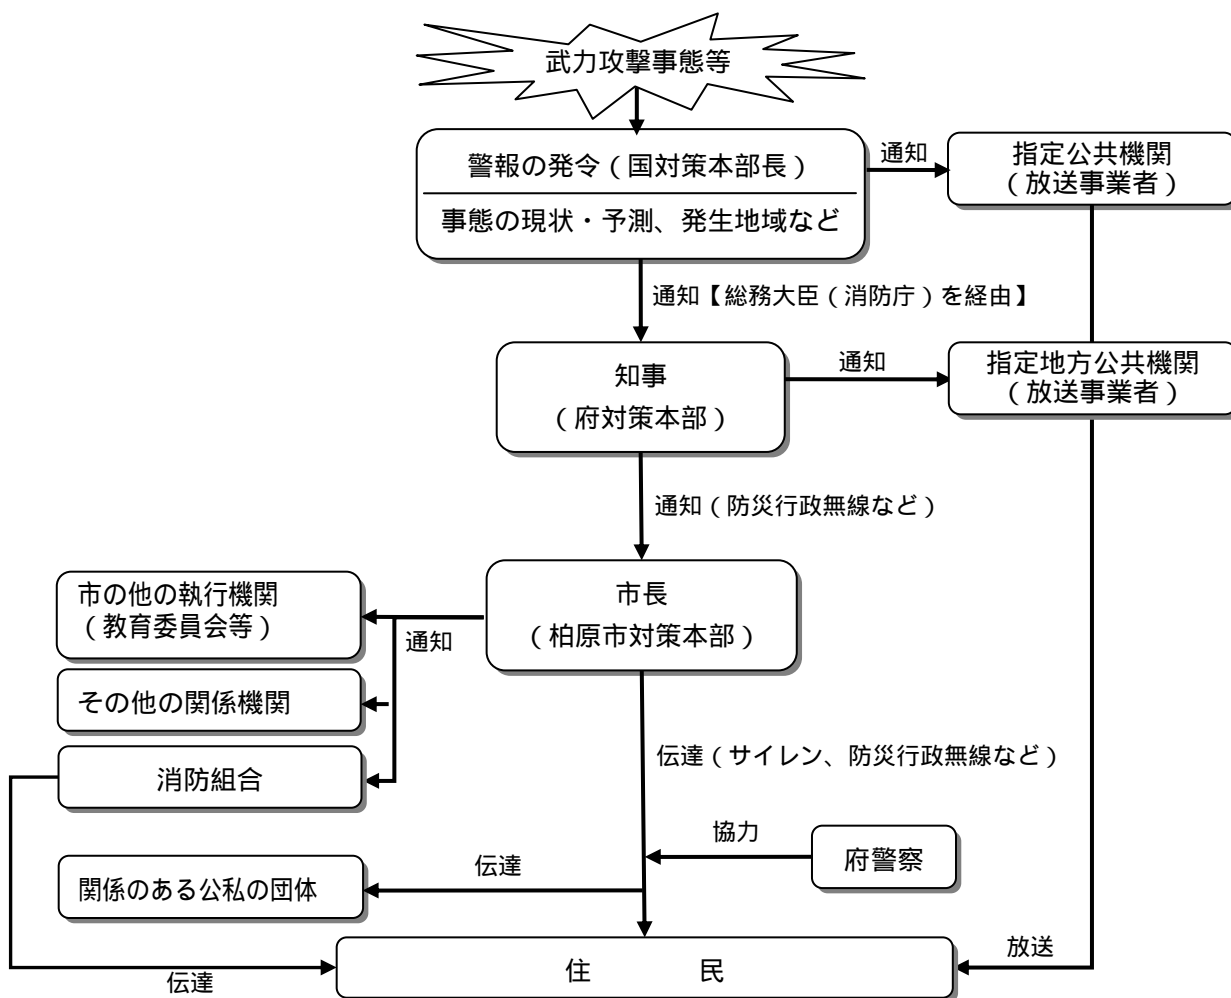 武力攻撃事態等
警報の発令(国対策本部長)
事態の現状・予測、発生地域など
通知
指定公共機関
(放送事業者)
通知【総務大臣(消防庁)を経由】
知事
(府対策本部)
通知
指定地方公共機関
(放送事業者)
通知(防災行政無線など)
市長
(柏原市対策本部)
市の他の執行機関
(教育委員会等)
通知
その他の関係機関
消防組合
伝達(サイレン、防災行政無線など)
協力
府警察
伝達
関係のある公私の団体
住 民
放送
伝達